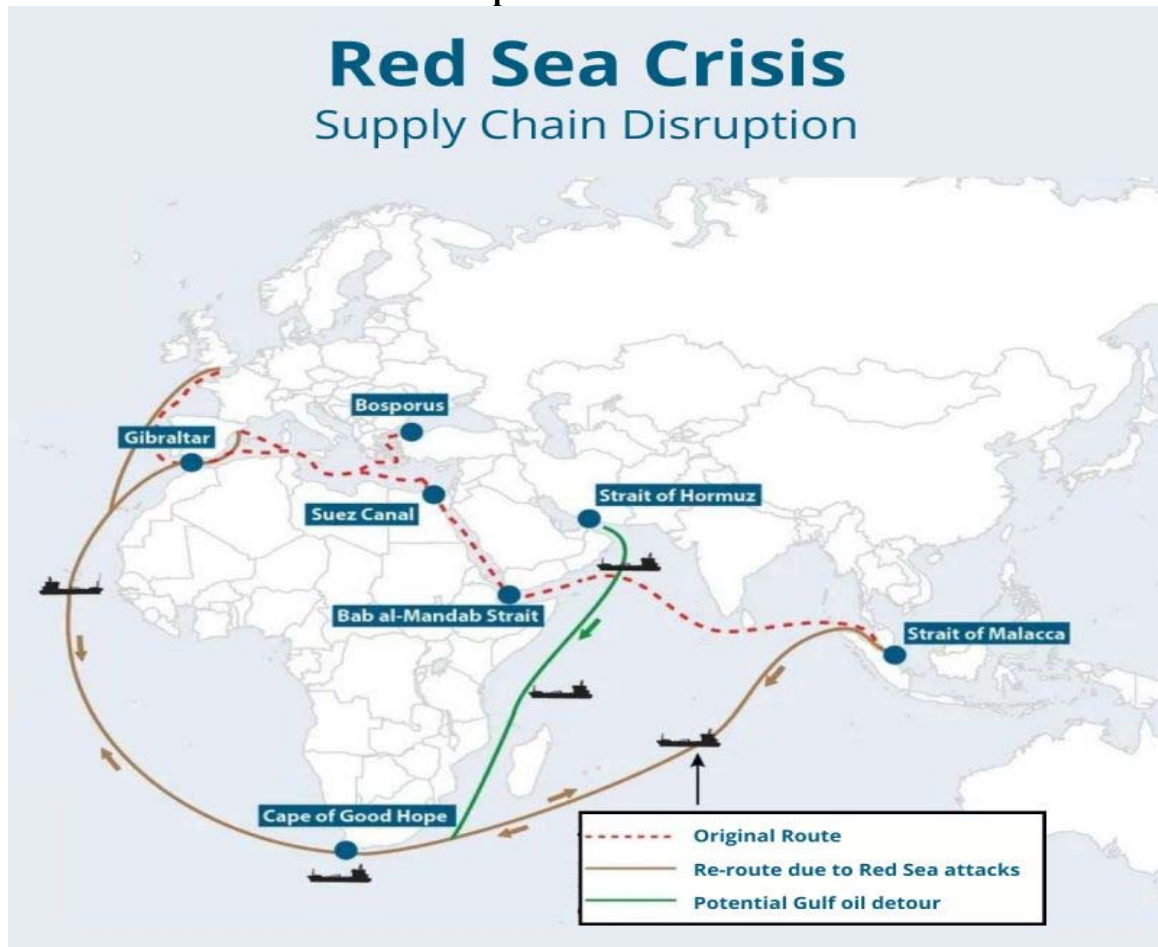 Red Sea Crisis
Supply Chain Disruption
Bosporus
Gibraltar
Suez Canal
Strait of Hormuz
Bab al-Mandab Strait
Strait of Malacca
Cape of Good Hope
Original Route
Re-route due to Red Sea attacks
Potential Gulf oil detour